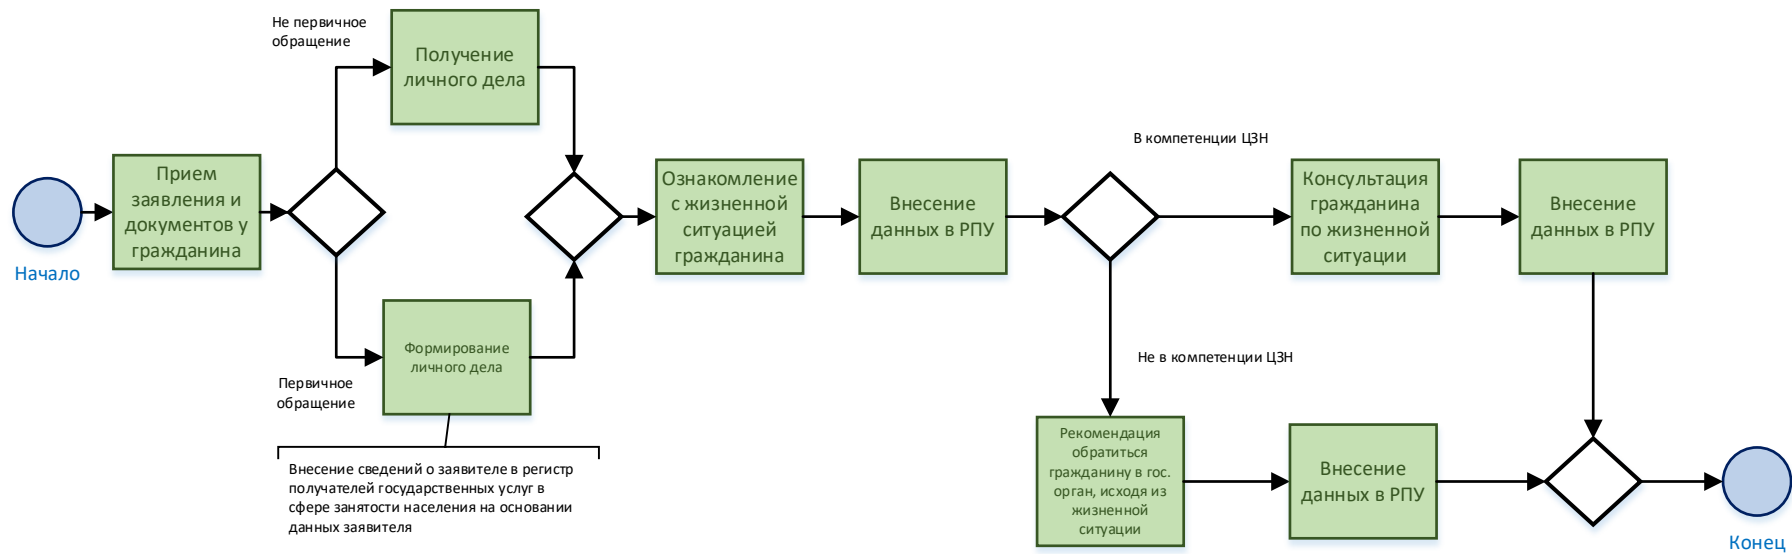 Начало
Прием
заявления и
документов у
гражданина
Не первичное
обращение
Получение
личного дела
Первичное
обращение
Формирование
личного дела
Внесение сведений о заявителе в регистр
получателей государственных услуг в
сфере занятости населения на основании
данных заявителя
Ознакомление
с жизненной
ситуацией
гражданина
Внесение
данных в РПУ
В компетенции ЦЗН
Консультация
гражданина
по жизненной
ситуации
Внесение
данных в РПУ
Не в компетенции ЦЗН
Рекомендация
обратиться
гражданину в гос.
орган, исходя из
жизненной
ситуации
Внесение
данных в РПУ
Конец